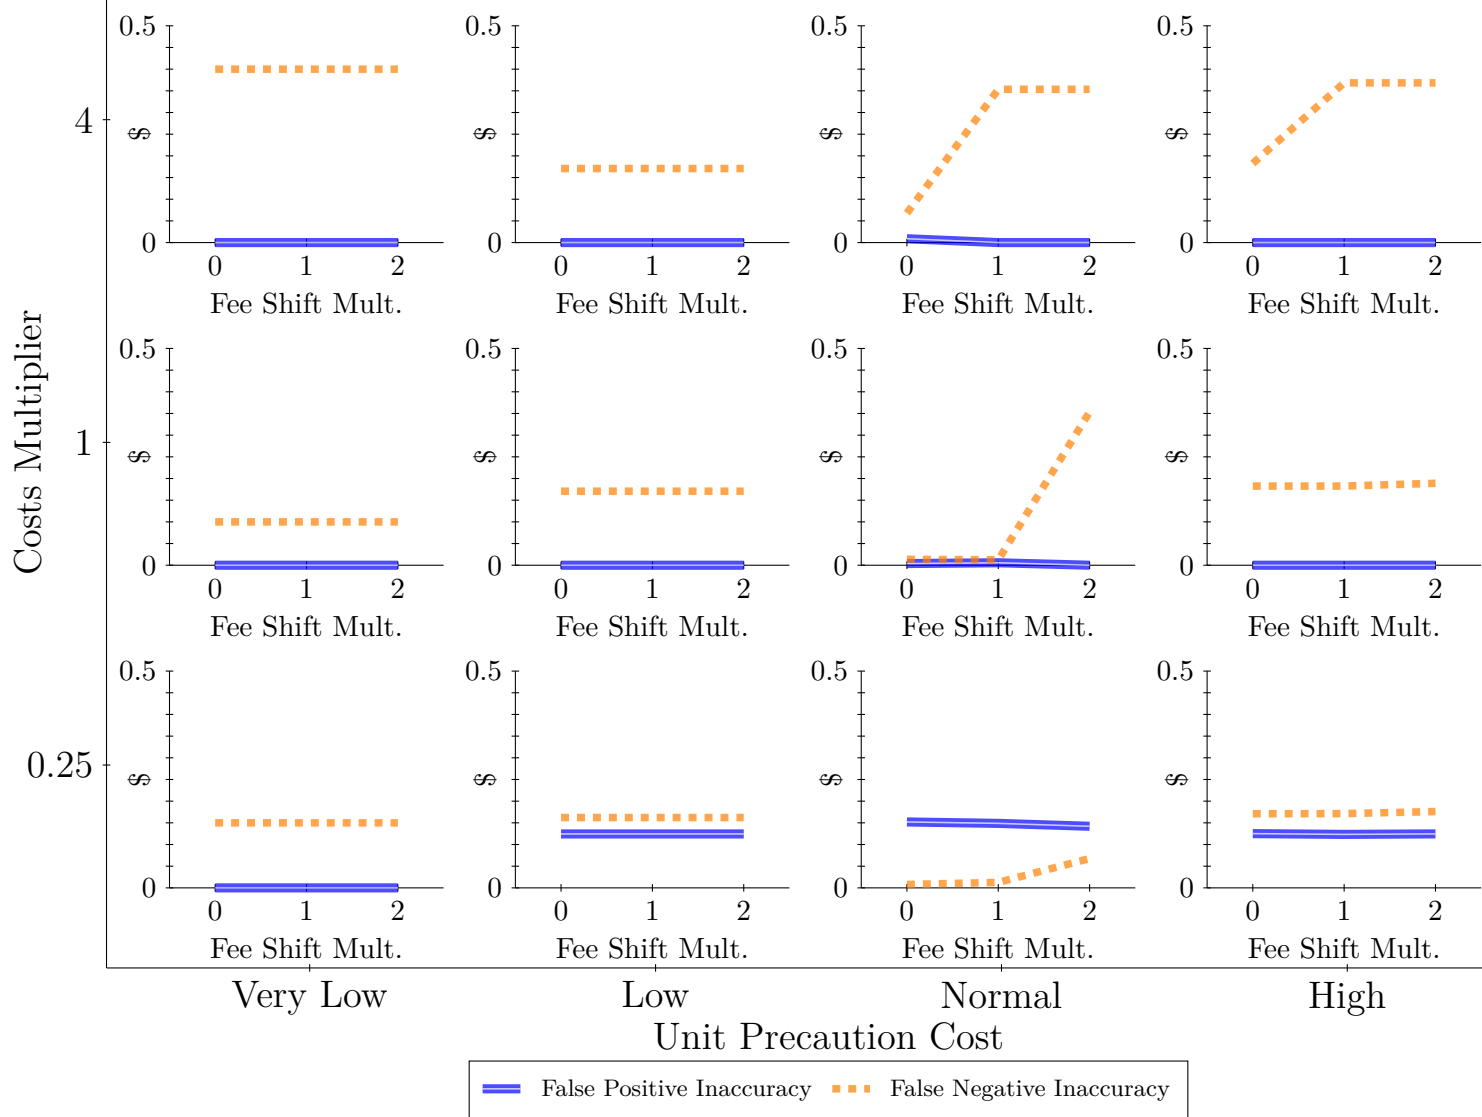 Costs Multiplier
4
0.5
$
0
0 1 2
Fee Shift Mult.
0.5
$
0
0 1 2
Fee Shift Mult.
0.5
$
0
0 1 2
Fee Shift Mult.
0.5
$
0
0 1 2
Fee Shift Mult.
1
0.5
$
0
0 1 2
Fee Shift Mult.
0.5
$
0
0 1 2
Fee Shift Mult.
0.5
$
0
0 1 2
Fee Shift Mult.
0.5
$
0
0 1 2
Fee Shift Mult.
0.25
0.5
$
0
0 1 2
Fee Shift Mult.
0.5
$
0
0 1 2
Fee Shift Mult.
0.5
$
0
0 1 2
Fee Shift Mult.
0.5
$
0
0 1 2
Fee Shift Mult.
Very Low Low Normal High
Unit Precaution Cost
False Positive Inaccuracy False Negative Inaccuracy